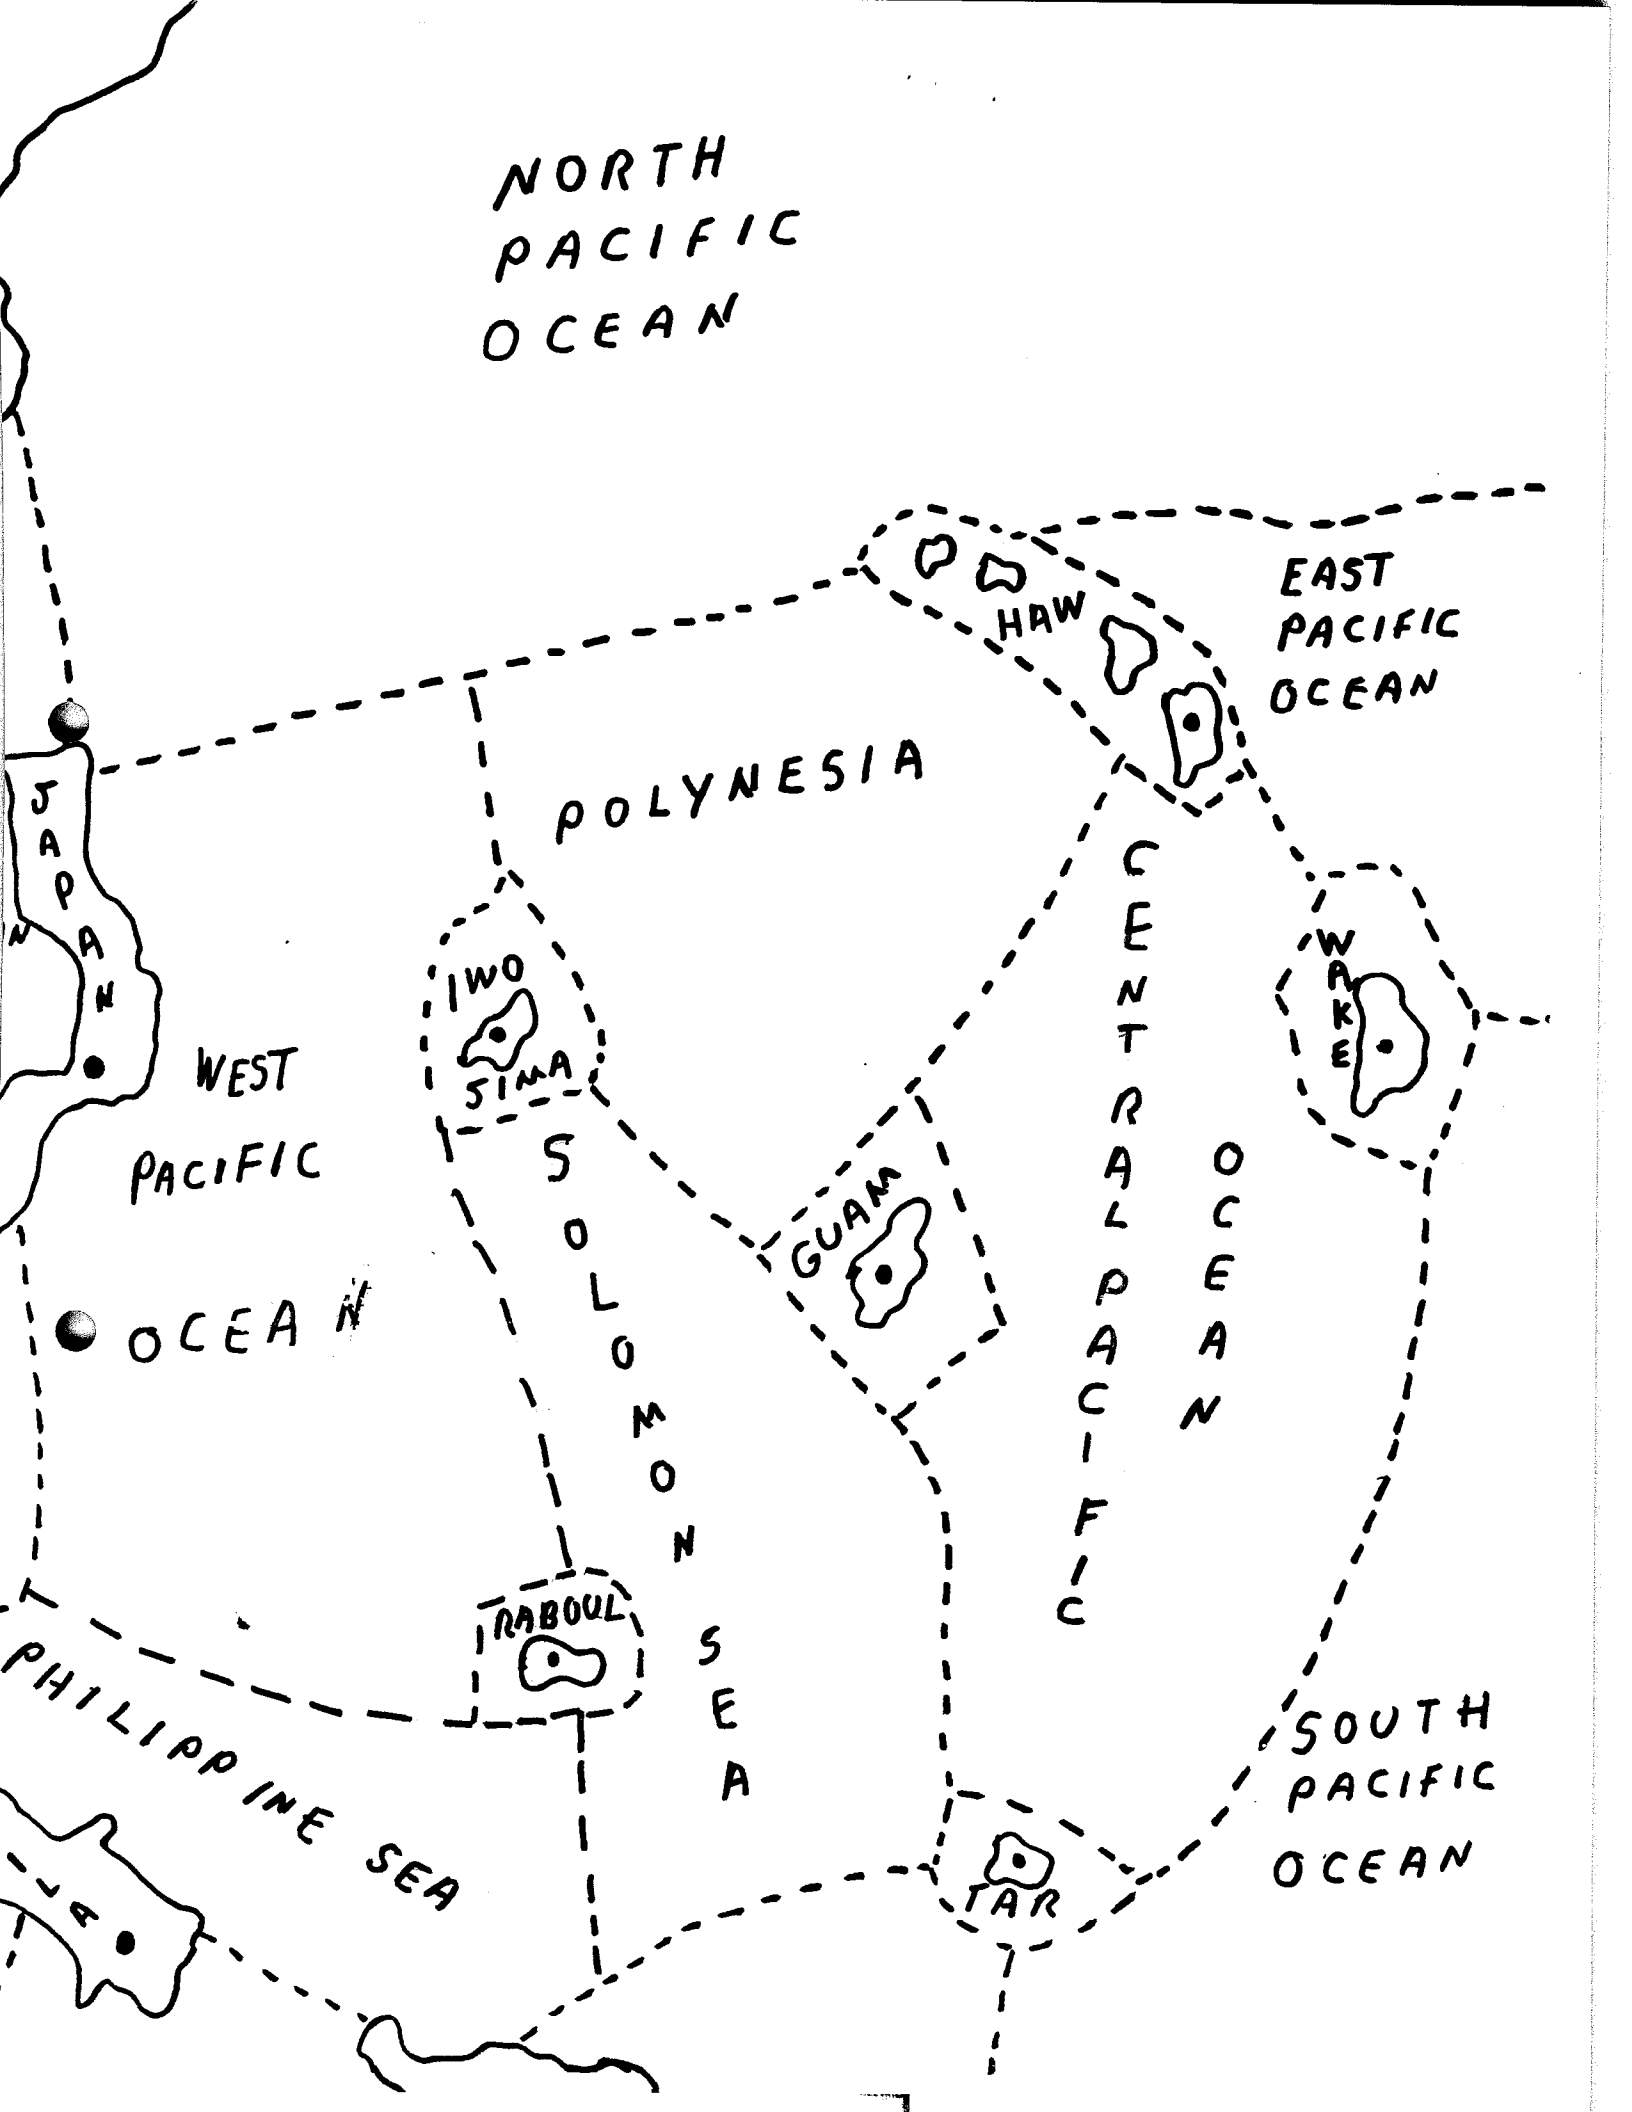 NORTH
PACIFIC
OCEAN
EAST
PACIFIC
OCEAN
HAW
POLYNESIA
JAPAN
N
IWO
SIMA
WAKE
WEST
PACIFIC
OCEAN
GUAM
CENTRAL PACIFIC
OCEAN
SOLOMON SEA
RABOUL
PHILIPPINE SEA
SOUTH
PACIFIC
OCEAN
TAR